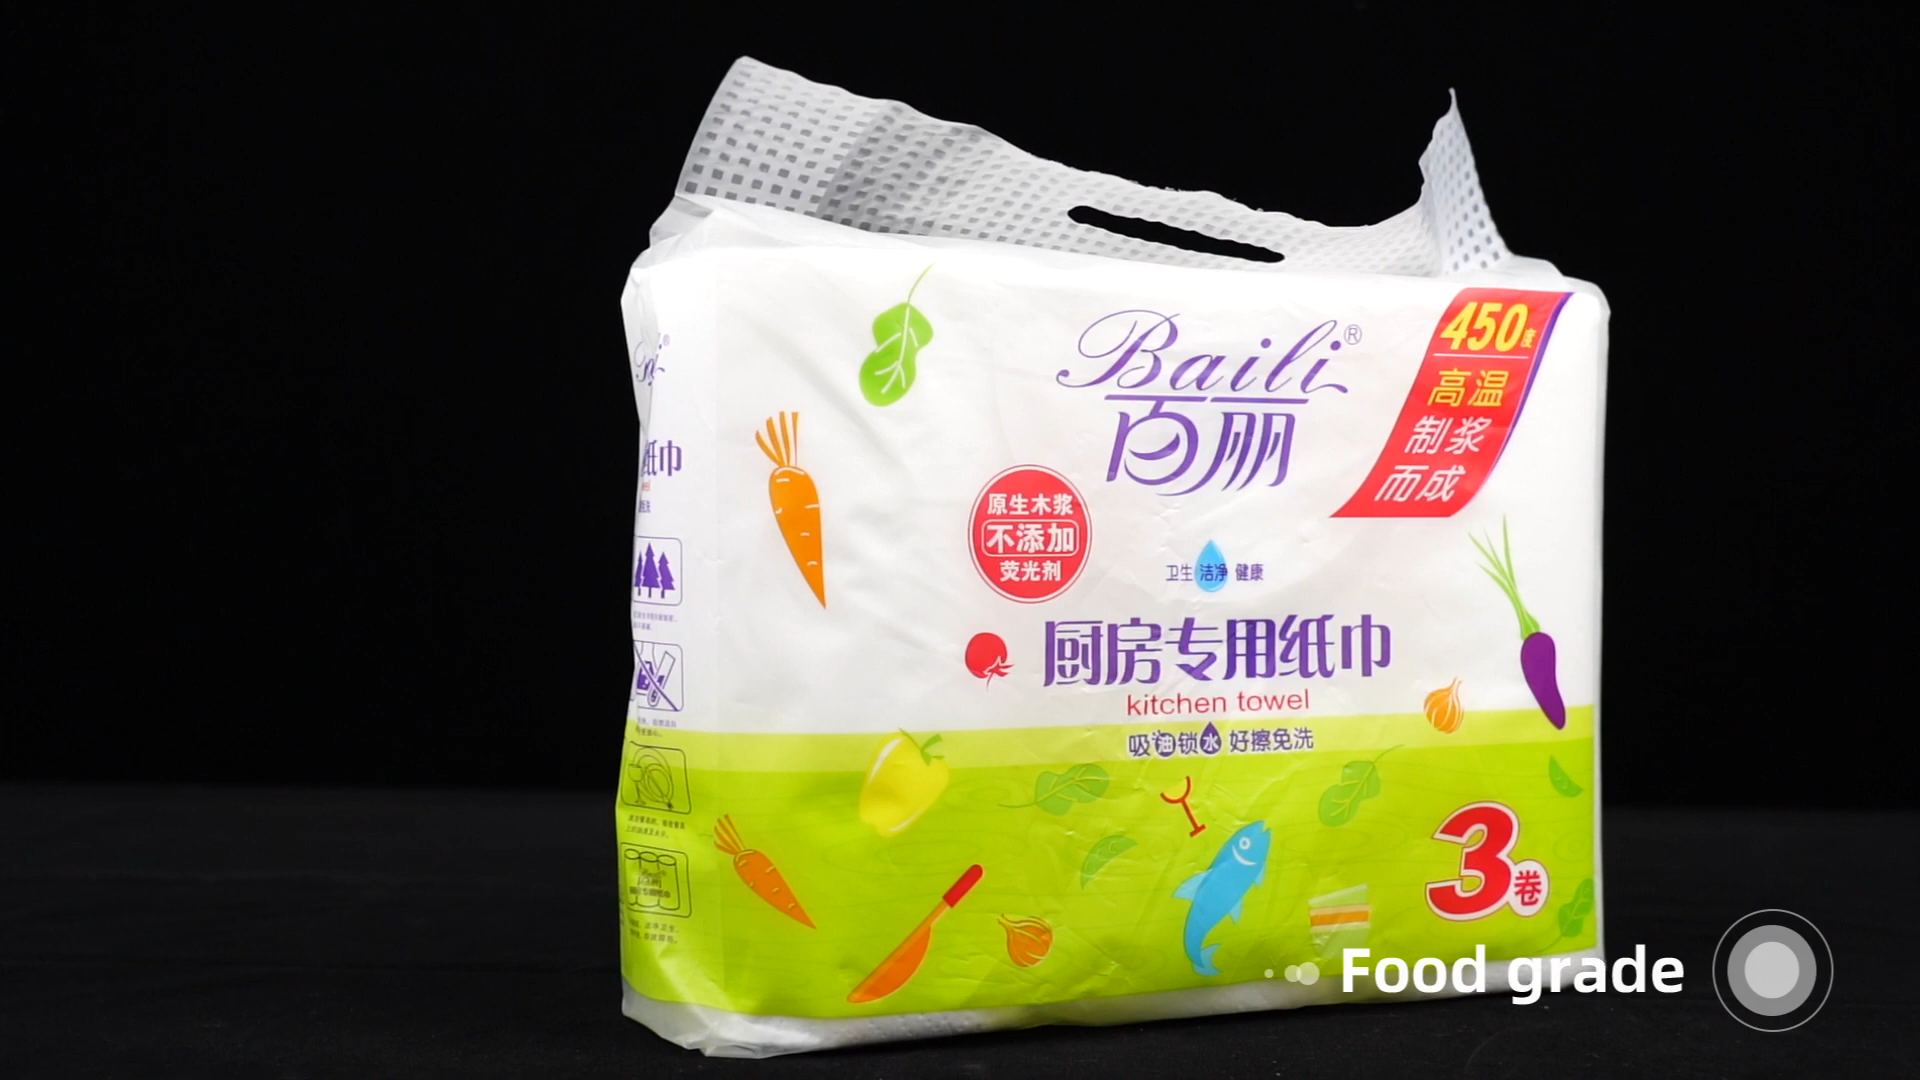 Baili®
百丽
450度
高温
制浆
而成
原生木浆
不添加
荧光剂
卫生 洁净 健康
厨房专用纸巾
kitchen towel
吸油锁水 好擦免洗
3卷
纸巾
Food grade